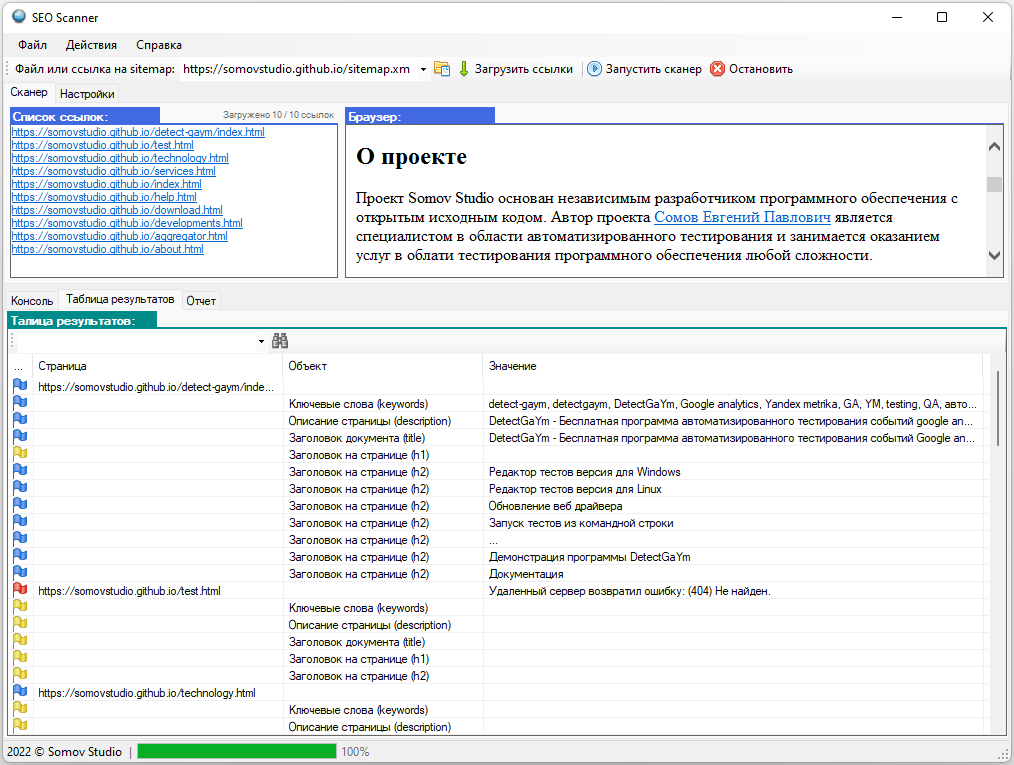 SEO Scanner
Файл Действия Справка
Файл или ссылка на sitemap: https://somovstudio.github.io/sitemap.xm Загрузить ссылки Запустить сканер Остановить
Сканер Настройки
Список ссылок: Загружено 10 / 10 ссылок
https://somovstudio.github.io/detect-gaym/index.html
https://somovstudio.github.io/test.html
https://somovstudio.github.io/technology.html
https://somovstudio.github.io/services.html
https://somovstudio.github.io/index.html
https://somovstudio.github.io/help.html
https://somovstudio.github.io/download.html
https://somovstudio.github.io/developments.html
https://somovstudio.github.io/aggregator.html
https://somovstudio.github.io/about.html
Браузер:
О проекте
Проект Somov Studio основан независимым разработчиком программного обеспечения с
открытым исходным кодом. Автор проекта Сомов Евгений Павлович является
специалистом в области автоматизированного тестирования и занимается оказанием
услуг в облати тестирования программного обеспечения любой сложности.
Консоль Таблица результатов Отчет
Талица результатов:
... Страница Объект Значение
https://somovstudio.github.io/detect-gaym/inde...
Ключевые слова (keywords) detect-gaym, detectgaym, DetectGaYm, Google analytics, Yandex metrika, GA, YM, testing, QA, авто...
Описание страницы (description) DetectGaYm - Бесплатная программа автоматизированного тестирования событий google an...
Заголовок документа (title) DetectGaYm - Бесплатная программа автоматизированного тестирования событий Google an...
Заголовок на странице (h1)
Заголовок на странице (h2) Редактор тестов версия для Windows
Заголовок на странице (h2) Редактор тестов версия для Linux
Заголовок на странице (h2) Обновление веб драйвера
Заголовок на странице (h2) Запуск тестов из командной строки
Заголовок на странице (h2) ...
Заголовок на странице (h2) Демонстрация программы DetectGaYm
Заголовок на странице (h2) Документация
https://somovstudio.github.io/test.html Удаленный сервер возвратил ошибку: (404) Не найден.
Ключевые слова (keywords)
Описание страницы (description)
Заголовок документа (title)
Заголовок на странице (h1)
Заголовок на странице (h2)
https://somovstudio.github.io/technology.html
Ключевые слова (keywords)
Описание страницы (description)
2022 © Somov Studio | 100%